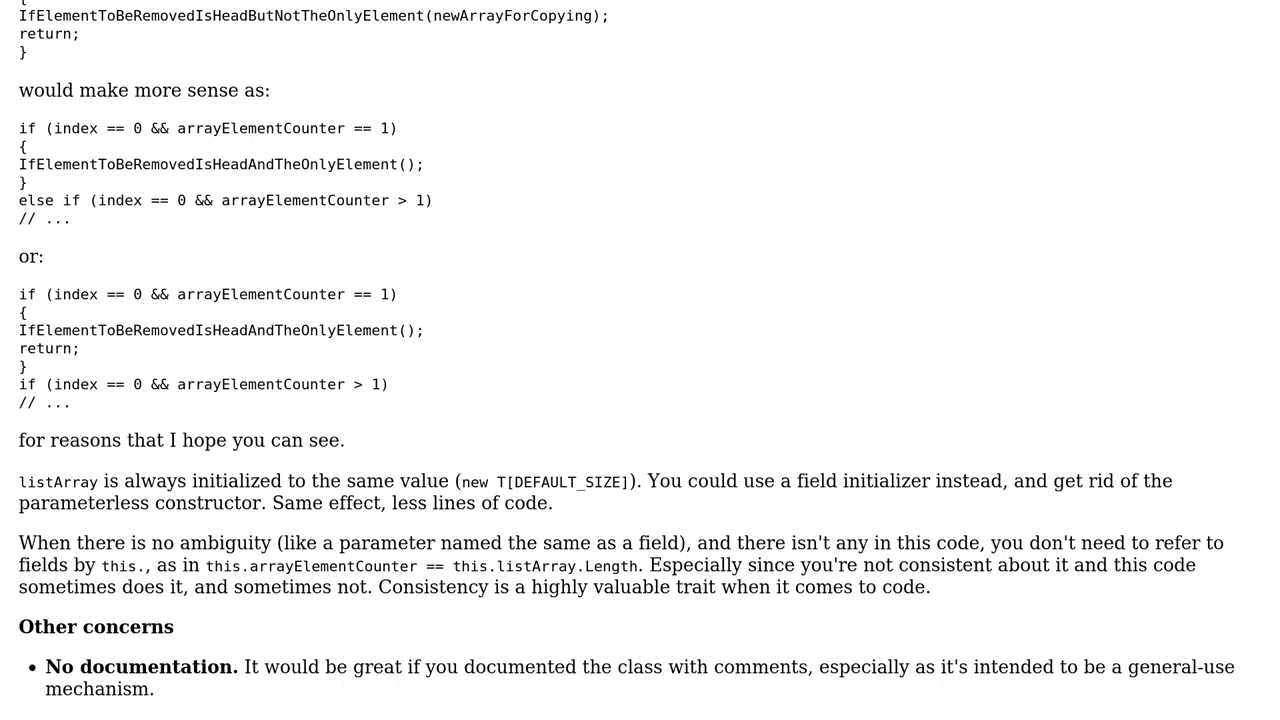 {
IfElementToBeRemovedIsHeadButNotTheOnlyElement(newArrayForCopying);
return;
}
would make more sense as:
if (index == 0 && arrayElementCounter == 1)
{
IfElementToBeRemovedIsHeadAndTheOnlyElement();
}
else if (index == 0 && arrayElementCounter > 1)
// ...
or:
if (index == 0 && arrayElementCounter == 1)
{
IfElementToBeRemovedIsHeadAndTheOnlyElement();
return;
}
if (index == 0 && arrayElementCounter > 1)
// ...
for reasons that I hope you can see.
listArray is always initialized to the same value (new T[DEFAULT_SIZE]). You could use a field initializer instead, and get rid of the
parameterless constructor. Same effect, less lines of code.
When there is no ambiguity (like a parameter named the same as a field), and there isn't any in this code, you don't need to refer to
fields by this., as in this.arrayElementCounter == this.listArray.Length. Especially since you're not consistent about it and this code
sometimes does it, and sometimes not. Consistency is a highly valuable trait when it comes to code.
Other concerns
• No documentation. It would be great if you documented the class with comments, especially as it's intended to be a general-use
mechanism.